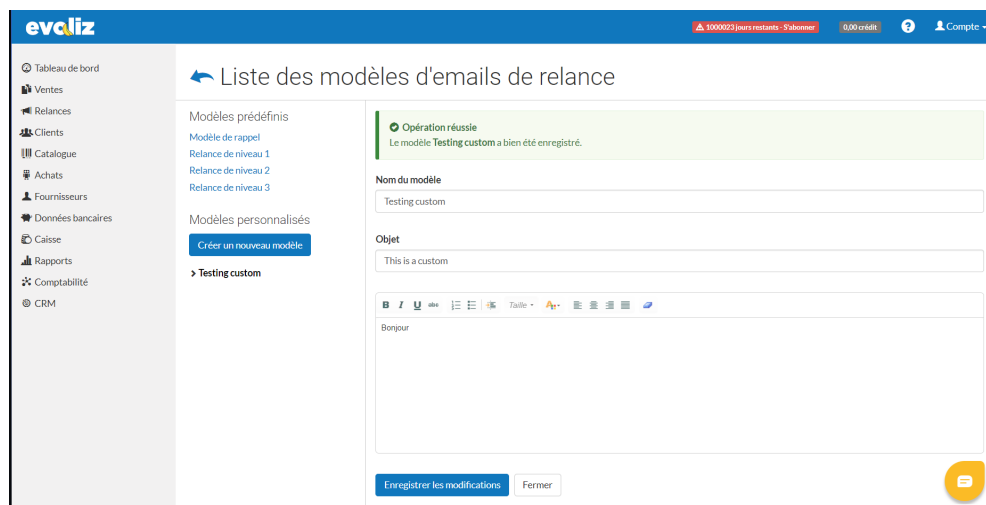 evoliz
1000023 jours restants - S'abonner
0,00 crédit
?
Compte
Tableau de bord
Ventes
Relances
Clients
Catalogue
Achats
Fournisseurs
Données bancaires
Caisse
Rapports
Comptabilité
CRM
Liste des modèles d'emails de relance
Modèles prédéfinis
Modèle de rappel
Relance de niveau 1
Relance de niveau 2
Relance de niveau 3
Modèles personnalisés
Créer un nouveau modèle
Testing custom
Opération réussie
Le modèle Testing custom a bien été enregistré.
Nom du modèle
Testing custom
Objet
This is a custom
B I U abc Taille A
Bonjour
Enregistrer les modifications Fermer